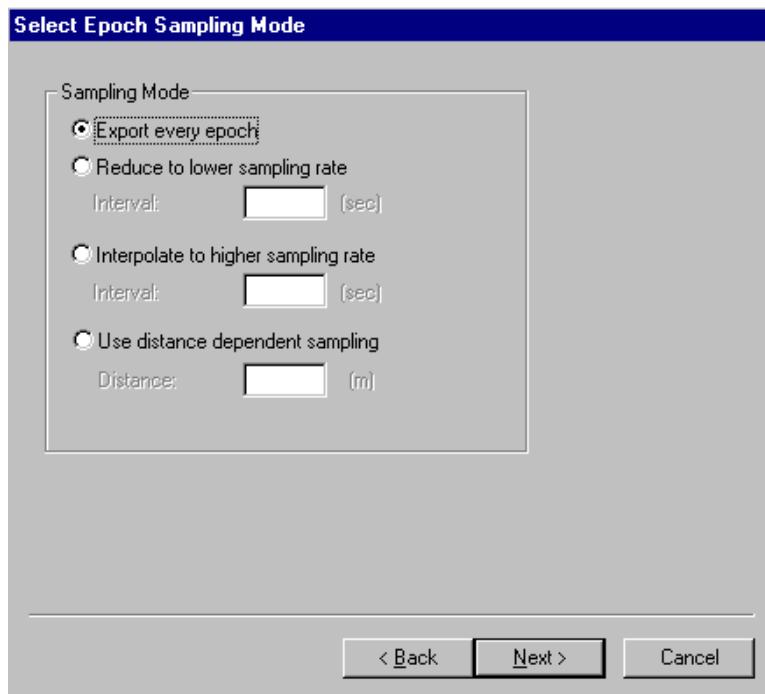 Select Epoch Sampling Mode
Sampling Mode
Export every epoch
Reduce to lower sampling rate
Interval: (sec)
Interpolate to higher sampling rate
Interval: (sec)
Use distance dependent sampling
Distance: (m)
< Back Next > Cancel